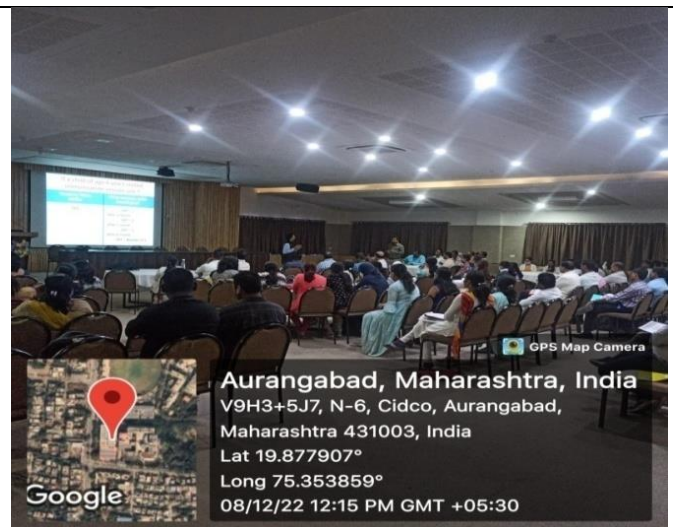 GPS Map Camera
Aurangabad, Maharashtra, India
V9H3+5J7, N-6, Cidco, Aurangabad,
Maharashtra 431003, India
Lat 19.877907°
Long 75.353859°
08/12/22 12:15 PM GMT +05:30
Google